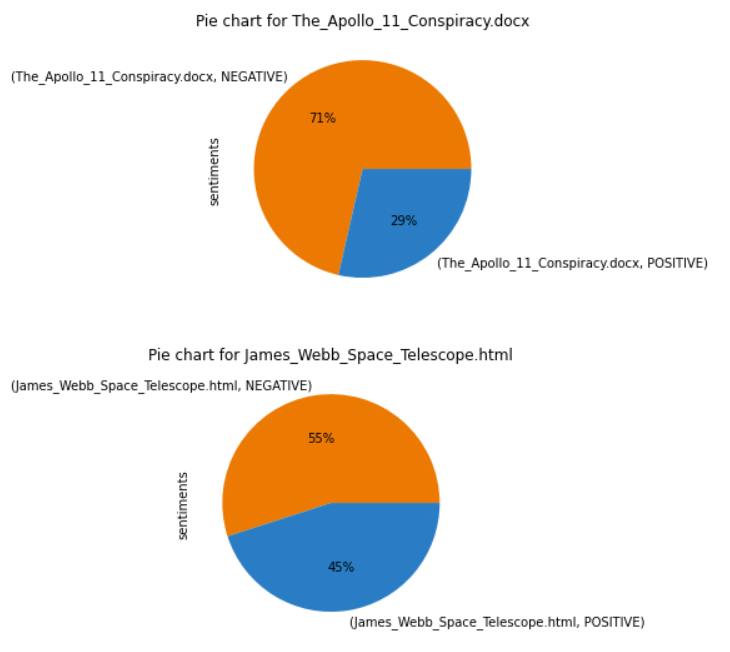 Pie chart for The_Apollo_11_Conspiracy.docx
(The_Apollo_11_Conspiracy.docx, NEGATIVE)
71%
sentiments
29%
(The_Apollo_11_Conspiracy.docx, POSITIVE)
Pie chart for James_Webb_Space_Telescope.html
(James_Webb_Space_Telescope.html, NEGATIVE)
55%
sentiments
45%
(James_Webb_Space_Telescope.html, POSITIVE)